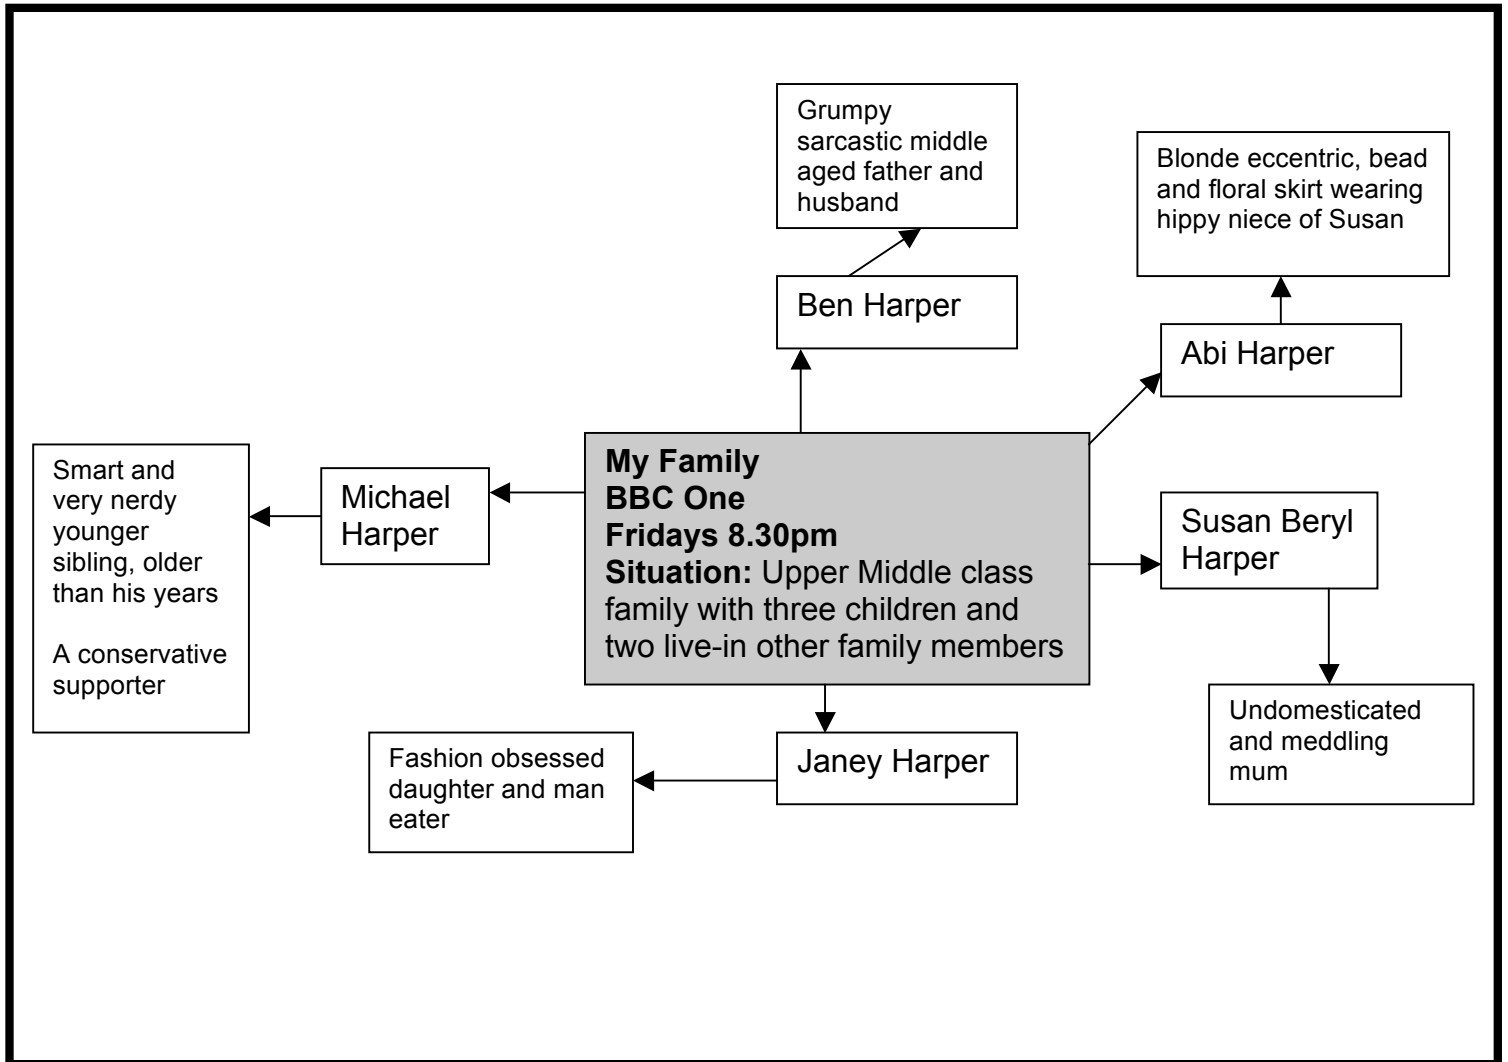 Grumpy
sarcastic middle
aged father and
husband
Blonde eccentric, bead
and floral skirt wearing
hippy niece of Susan
Ben Harper
Abi Harper
Smart and
very nerdy
younger
sibling, older
than his years
A conservative
supporter
Michael
Harper
My Family
BBC One
Fridays 8.30pm
Situation: Upper Middle class
family with three children and
two live-in other family members
Susan Beryl
Harper
Undomesticated
and meddling
mum
Fashion obsessed
daughter and man
eater
Janey Harper